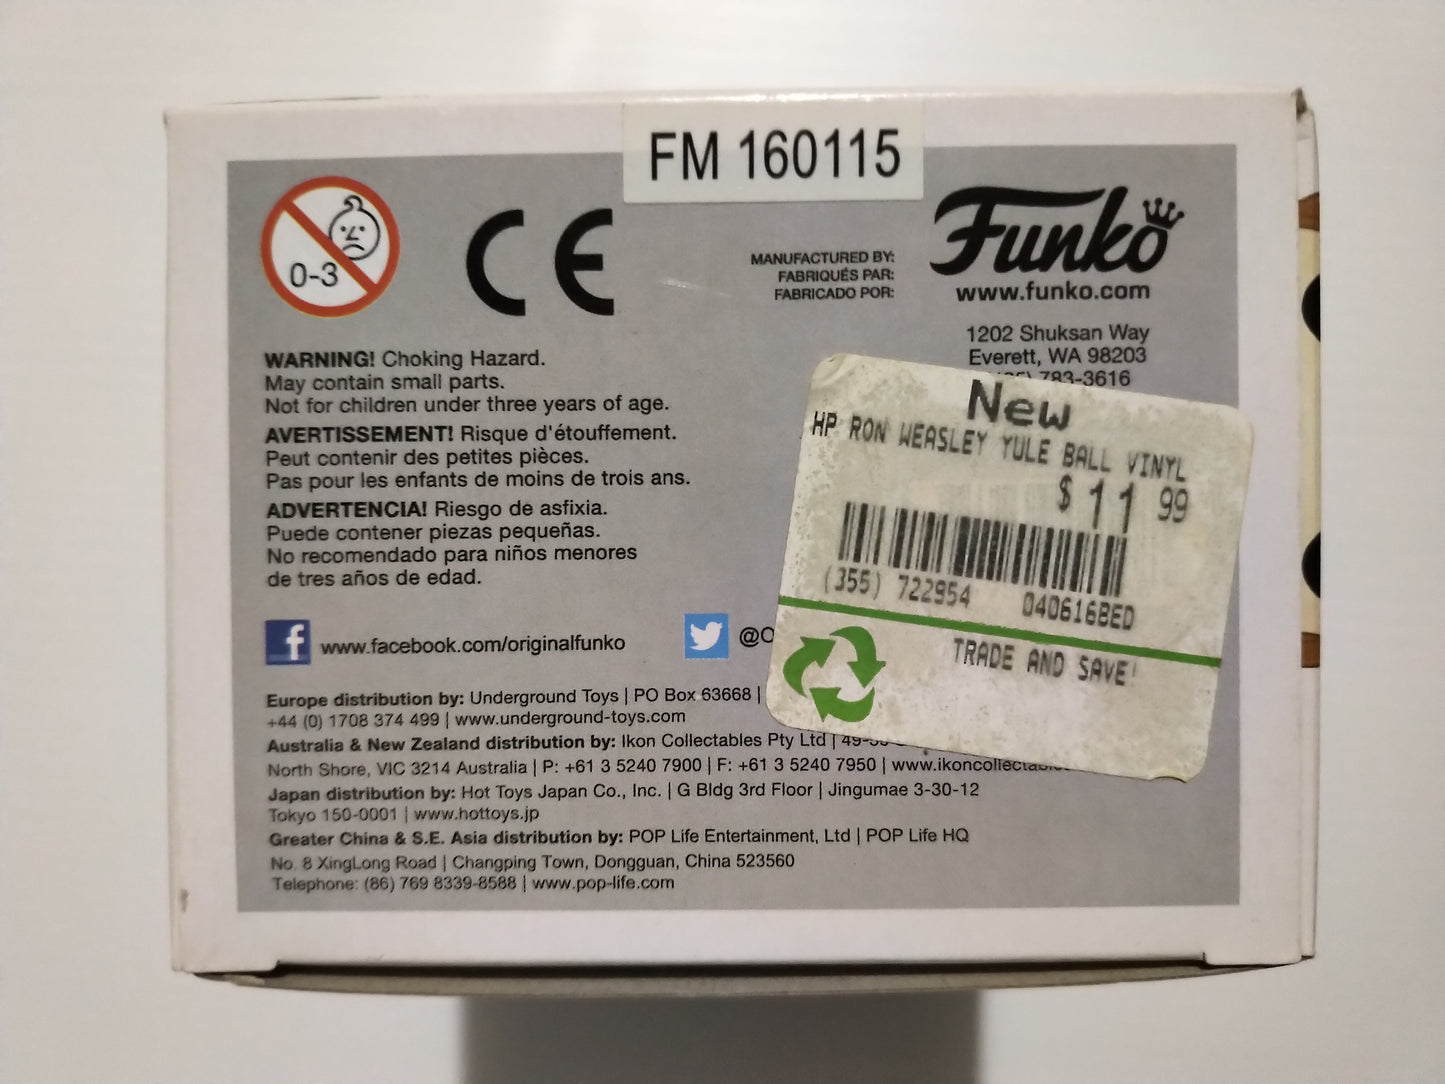 FM 160115
0-3
CE
MANUFACTURED BY:
FABRIQUÉS PAR:
FABRICADO POR:
Funko
www.funko.com
1202 Shuksan Way
Everett, WA 98203
783-3616
WARNING! Choking Hazard.
May contain small parts.
Not for children under three years of age.
AVERTISSEMENT! Risque d'étouffement.
Peut contenir des petites pièces.
Pas pour les enfants de moins de trois ans.
ADVERTENCIA! Riesgo de asfixia.
Puede contener piezas pequeñas.
No recomendado para niños menores
de tres años de edad.
New
HP RON WEASLEY YULE BALL VINYL
$ 11 99
(355) 722954 040616BED
TRADE AND SAVE!
f www.facebook.com/originalfunko
Europe distribution by: Underground Toys | PO Box 63668 |
+44 (0) 1708 374 499 | www.underground-toys.com
Australia & New Zealand distribution by: Ikon Collectables Pty Ltd |
North Shore, VIC 3214 Australia | P: +61 3 5240 7900 | F: +61 3 5240 7950 |
Japan distribution by: Hot Toys Japan Co., Inc. | G Bldg 3rd Floor | Jingumae 3-30-12
Tokyo 150-0001 | www.hottoys.jp
Greater China & S.E. Asia distribution by: POP Life Entertainment, Ltd | POP Life HQ
No. 8 XingLong Road | Changping Town, Dongguan, China 523560
Telephone: (86) 769 8339-8588 | www.pop-life.com